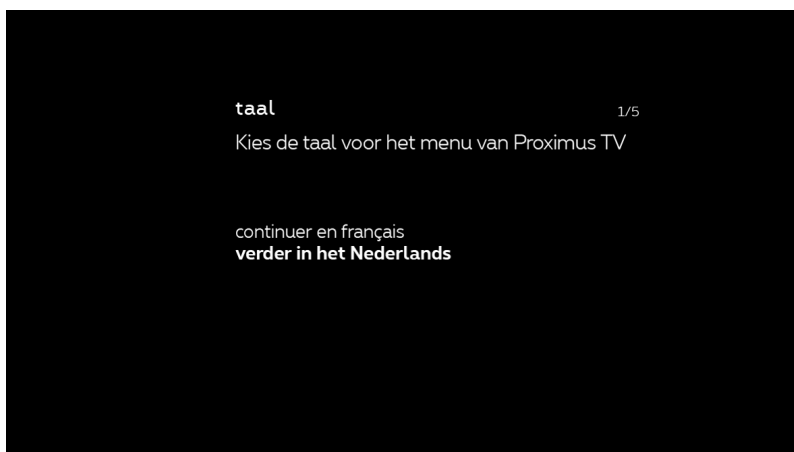 taal
1/5
Kies de taal voor het menu van Proximus TV
continuer en français
verder in het Nederlands